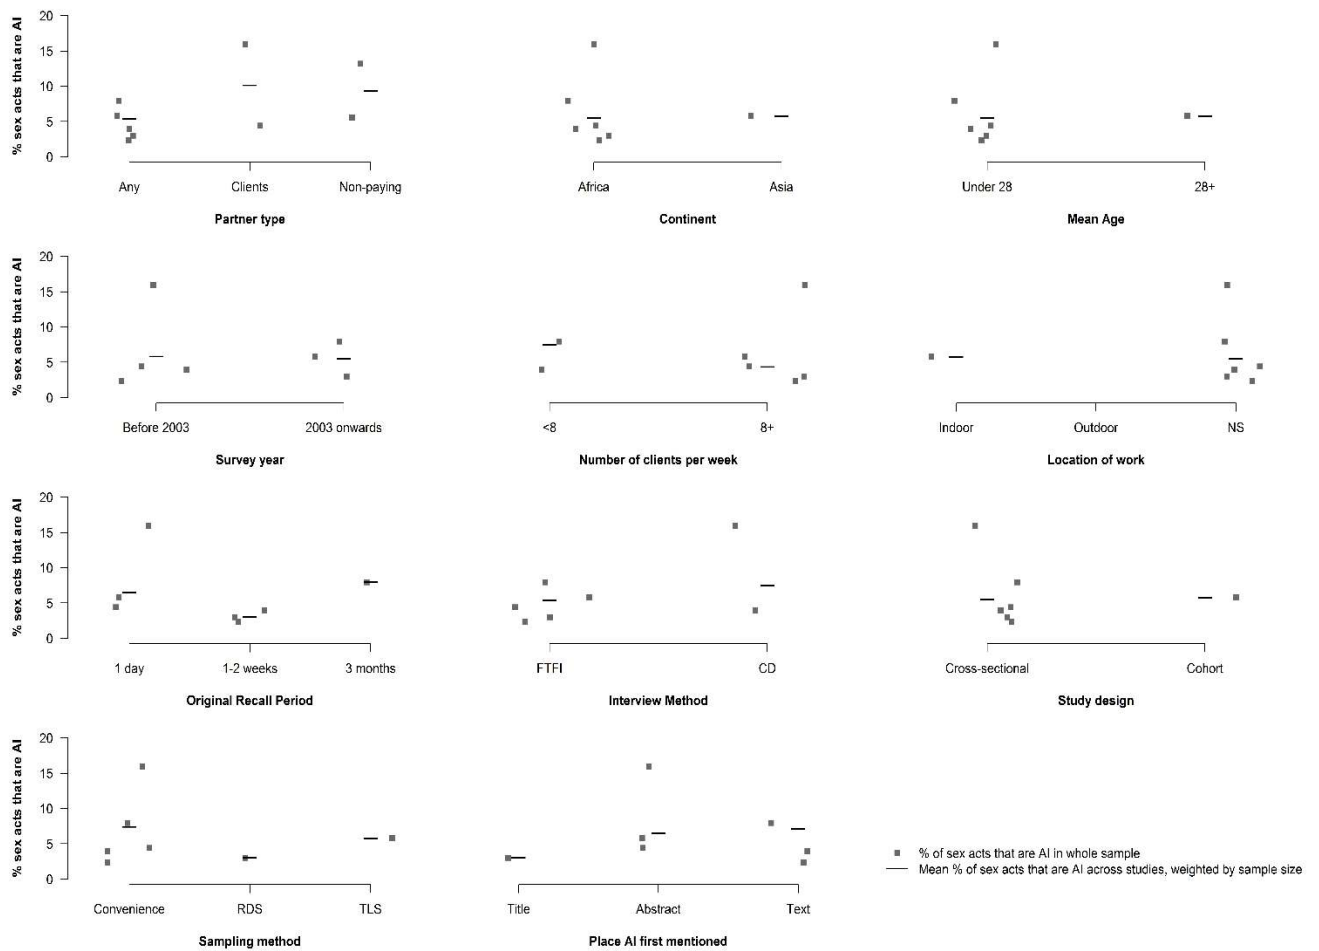 % sex acts that are AI
20
15
10
5
0
Any Clients Non-paying
Partner type
Africa Asia
Continent
Under 28 28+
Mean Age
% sex acts that are AI
20
15
10
5
0
Before 2003 2003 onwards
Survey year
<8 8+
Number of clients per week
Indoor Outdoor NS
Location of work
% sex acts that are AI
20
15
10
5
0
1 day 1-2 weeks 3 months
Original Recall Period
FTFI CD
Interview Method
Cross-sectional Cohort
Study design
% sex acts that are AI
20
15
10
5
0
Convenience RDS TLS
Sampling method
Title Abstract Text
Place AI first mentioned
% of sex acts that are AI in whole sample
Mean % of sex acts that are AI across studies, weighted by sample size